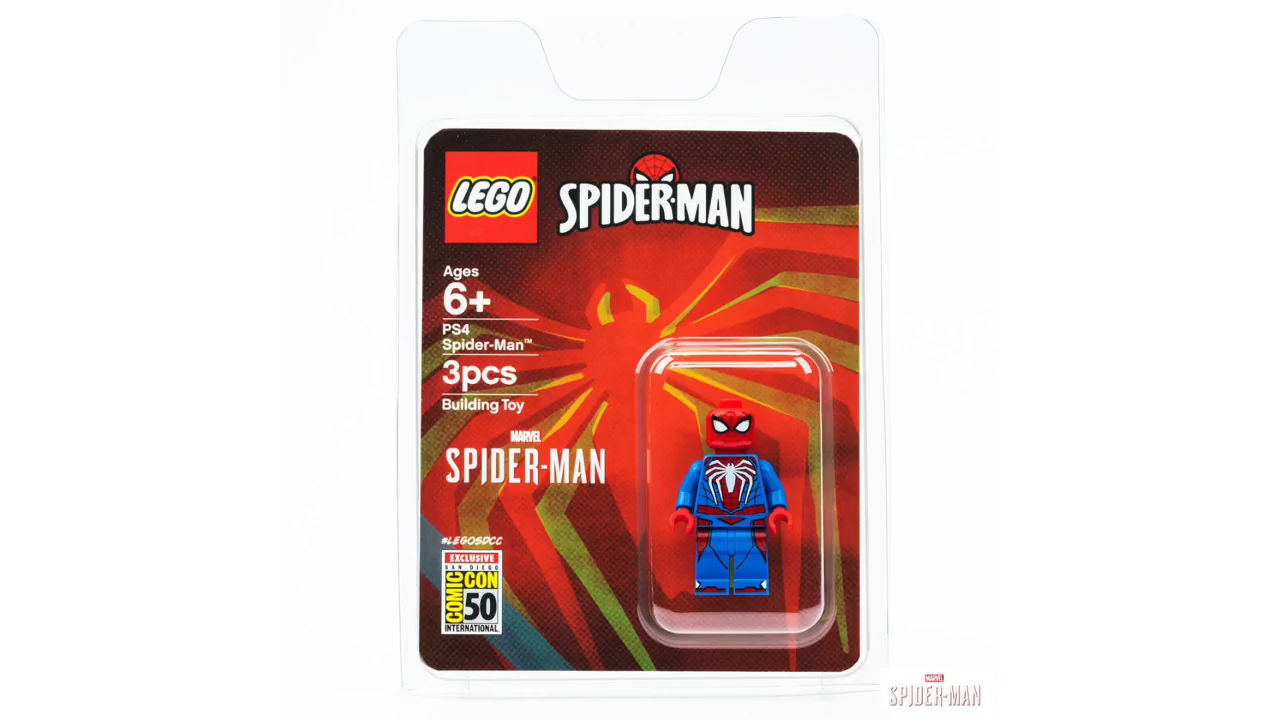 LEGO
SPIDER-MAN
Ages
6+
PS4
Spider-Man™
3pcs
Building Toy
MARVEL
SPIDER-MAN
#LEGOSDCC
EXCLUSIVE
SAN DIEGO
COMIC
CON
50
INTERNATIONAL
MARVEL
SPIDER-MAN